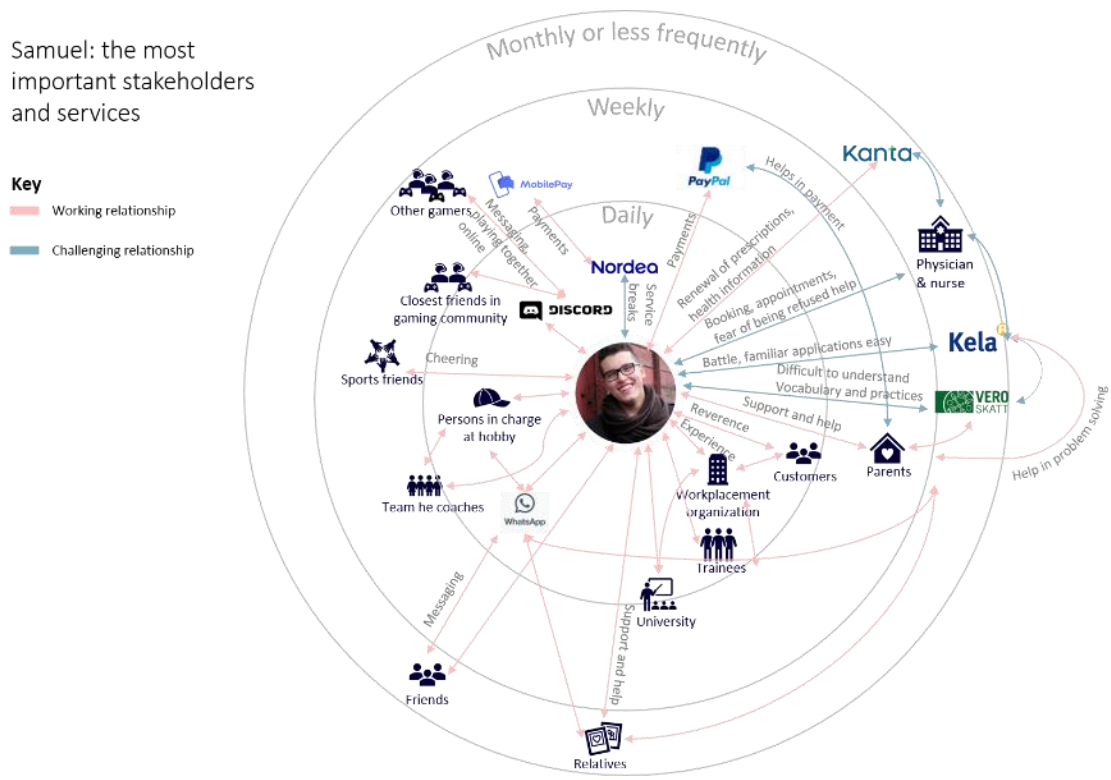 Samuel: the most
important stakeholders
and services
Key
Working relationship
Challenging relationship
Monthly or less frequently
Weekly
Daily
Other gamers
MobilePay
PayPal
Kanta
Messaging,
playing together
online
Payments
Payments
Helps in payment
Renewal of prescriptions,
health information
Physician
& nurse
Nordea
Service
breaks
Closest friends in
gaming community
DISCORD
Booking, appointments,
fear of being refused help
Kela
Battle, familiar applications easy
Sports friends
Cheering
Difficult to understand
Vocabulary and practices
VERO
SKATT
Persons in charge
at hobby
Support and help
Reverence
Experience
Customers
Parents
Help in problem solving
Team he coaches
WhatsApp
Workplacement
organization
Trainees
University
Messaging
Support and help
Friends
Relatives